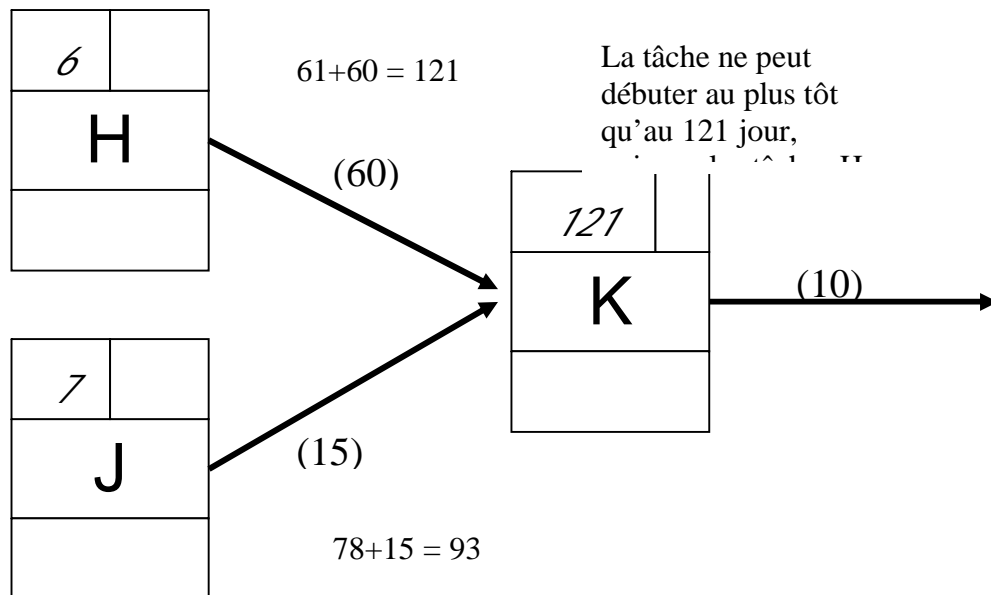 6
61+60 = 121
La tâche ne peut
débuter au plus tôt
qu’au 121 jour,
H
(60)
121
K
(10)
7
J
(15)
78+15 = 93